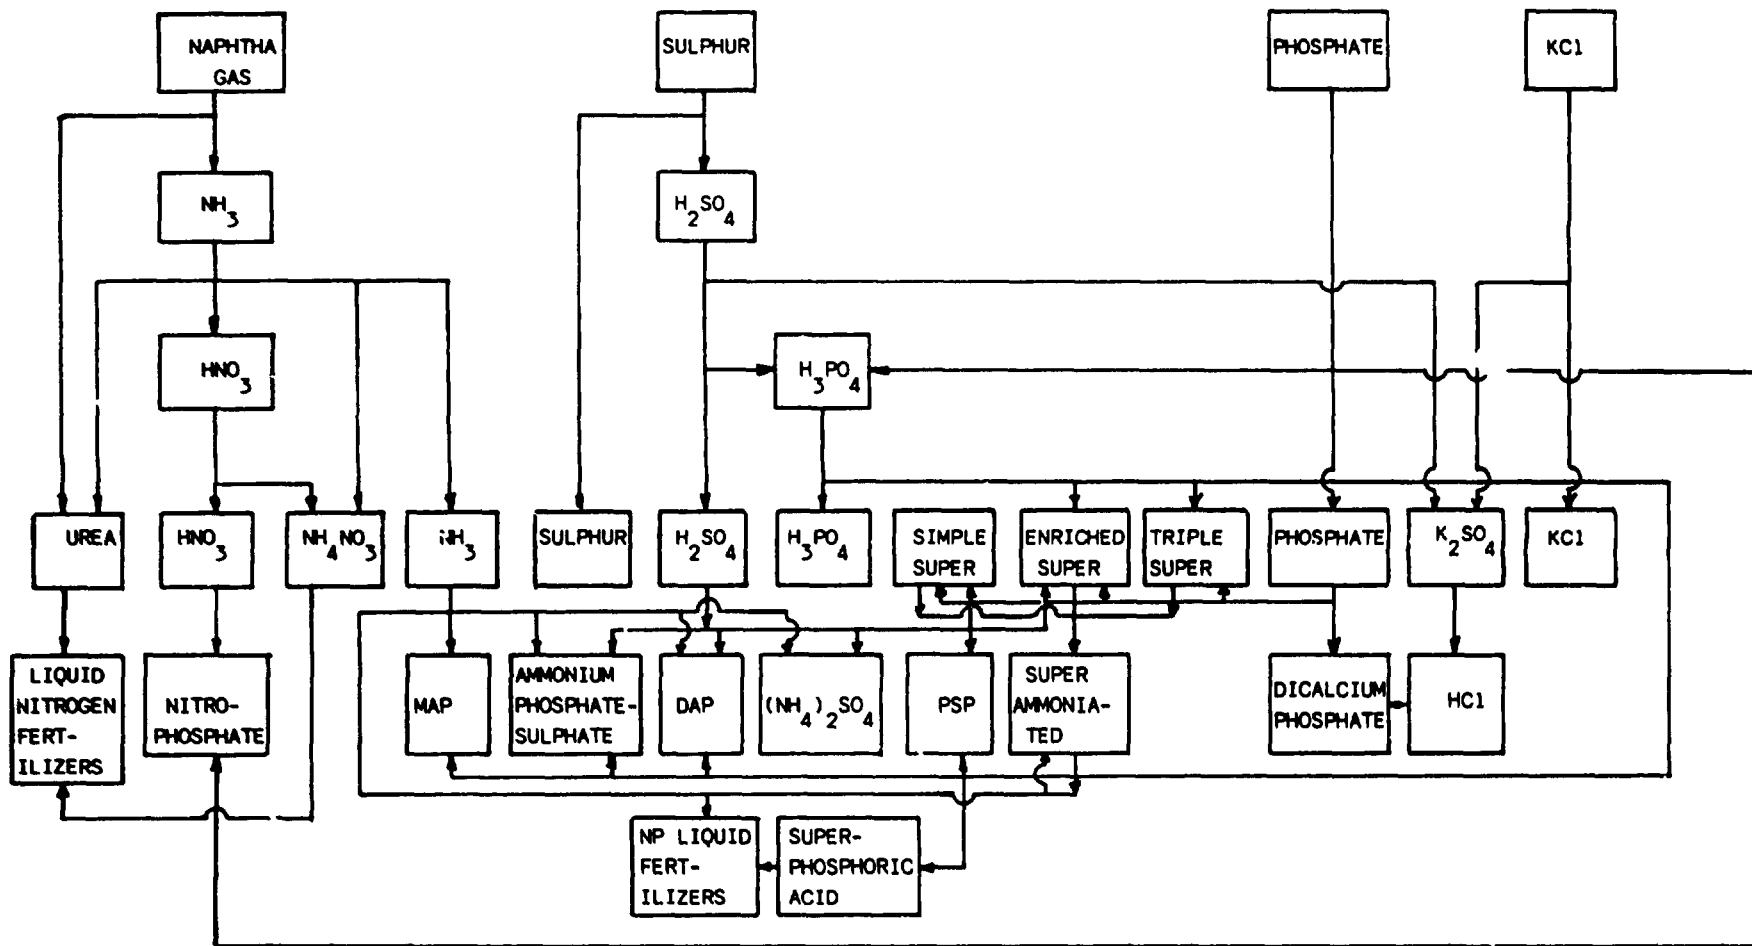 NAPHTHA
GAS
SULPHUR
PHOSPHATE
KCl
NH3
H2SO4
HNO3
H3PO4
UREA
HNO3
NH4NO3
NH3
SULPHUR
H2SO4
H3PO4
SIMPLE
SUPER
ENRICHED
SUPER
TRIPLE
SUPER
PHOSPHATE
K2SO4
KCl
LIQUID
NITROGEN
FERT-
ILIZERS
NITRO-
PHOSPHATE
MAP
AMMONIUM
PHOSPHATE-
SULPHATE
DAP
(NH4)2SO4
PSP
SUPER
AMMONIA-
TED
DICALCIUM
PHOSPHATE
HCl
NP LIQUID
FERT-
ILIZERS
SUPER-
PHOSPHORIC
ACID